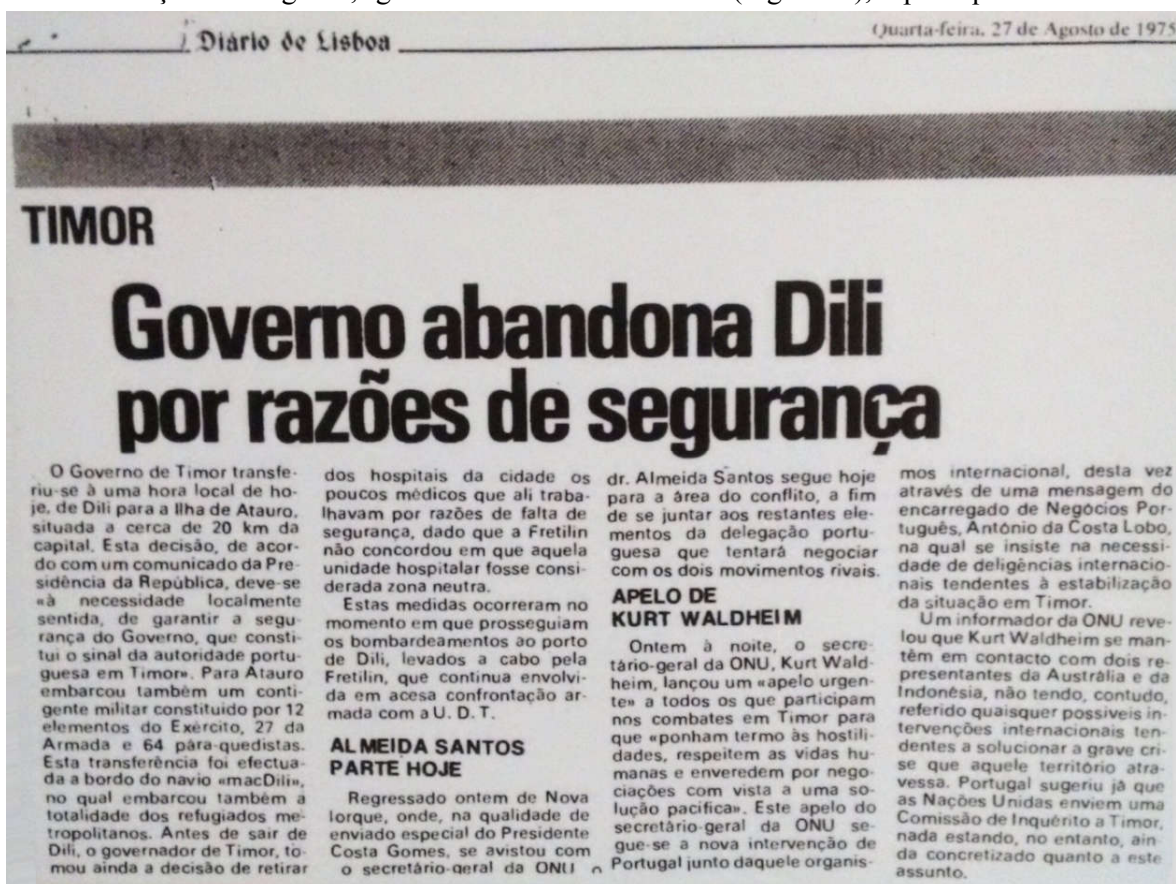 Diário de Lisboa
Quarta-feira, 27 de Agosto de 1975
TIMOR
Governo abandona Dili
por razões de segurança
O Governo de Timor transfe-
riu-se à uma hora local de ho-
je, de Dili para a Ilha de Atauro,
situada a cerca de 20 km da
capital. Esta decisão, de acor-
do com um comunicado da Pre-
sidência da República, deve-se
«à necessidade localmente
sentida, de garantir a segu-
rança do Governo, que consti-
tui o sinal da autoridade portu-
guesa em Timor». Para Atauro
embarcou também um conti-
gente militar constituido por 12
elementos do Exército, 27 da
Armada e 64 pára-quedistas.
Esta transferência foi efectua-
da a bordo do navio «macDili»,
no qual embarcou também a
totalidade dos refugiados me-
tropolitanos. Antes de sair de
Dili, o governador de Timor, to-
mou ainda a decisão de retirar
dos hospitais da cidade os
poucos médicos que ali traba-
lhavam por razões de falta de
segurança, dado que a Fretilin
não concordou em que aquela
unidade hospitalar fosse consi-
derada zona neutra.
Estas medidas ocorreram no
momento em que prosseguiam
os bombardeamentos ao porto
de Dili, levados a cabo pela
Fretilin, que continua envolvi-
da em acesa confrontação ar-
mada com a U. D. T.
ALMEIDA SANTOS
PARTE HOJE
Regressado ontem de Nova
Iorque, onde, na qualidade de
enviado especial do Presidente
Costa Gomes, se avistou com
o secretário-geral da ONU o
dr. Almeida Santos segue hoje
para a área do conflito, a fim
de se juntar aos restantes ele-
mentos da delegação portu-
guesa que tentará negociar
com os dois movimentos rivais.
APELO DE
KURT WALDHEIM
Ontem à noite, o secre-
tário-geral da ONU, Kurt Wald-
heim, lançou um «apelo urgen-
te» a todos os que participam
nos combates em Timor para
que «ponham termo às hostili-
dades, respeitem as vidas hu-
manas e enveredem por nego-
ciações com vista a uma so-
lução pacifica». Este apelo do
secretário-geral da ONU se-
gue-se a nova intervenção de
Portugal junto daquele organis-
mos internacional, desta vez
através de uma mensagem do
encarregado de Negócios Por-
tuguês, António da Costa Lobo,
na qual se insiste na necessi-
dade de deligências internacio-
nais tendentes à estabilização
da situação em Timor.
Um informador da ONU reve-
lou que Kurt Waldheim se man-
têm em contacto com dois re-
presentantes da Austrália e da
Indonésia, não tendo, contudo,
referido quaisquer possiveis in-
tervenções internacionais ten-
dentes a solucionar a grave cri-
se que aquele território atra-
vessa. Portugal sugeriu já que
as Nações Unidas enviem uma
Comissão de Inquérito a Timor,
nada estando, no entanto, ain-
da concretizado quanto a este
assunto.